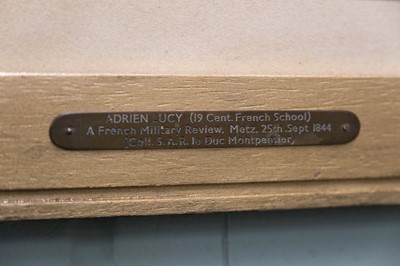 ADRIEN LUCY (19 Cent. French School)
A French Military Review, Metz, 25th Sept 1844
(Coll. S. A. R. le Duc Montpensier)